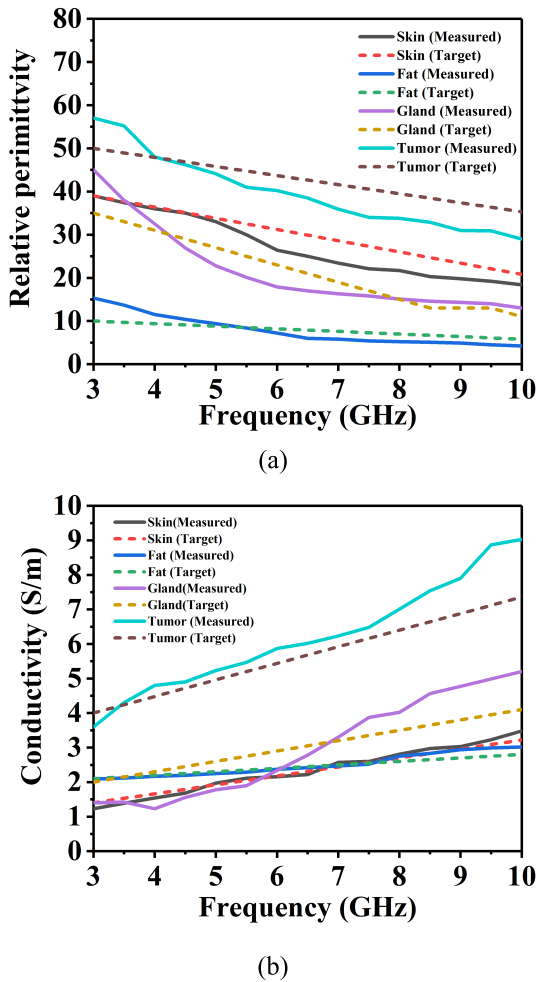 80
70
60
50
40
30
20
10
0
Relative perimittvity
Skin (Measured)
Skin (Target)
Fat (Measured)
Fat (Target)
Gland (Measured)
Gland (Target)
Tumor (Measured)
Tumor (Target)
3 4 5 6 7 8 9 10
Frequency (GHz)
(a)
10
9
8
7
6
5
4
3
2
1
0
Conductivity (S/m)
Skin(Measured)
Skin (Target)
Fat (Measured)
Fat (Target)
Gland(Measured)
Gland(Target)
Tumor (Measured)
Tumor (Target)
3 4 5 6 7 8 9 10
Frequency (GHz)
(b)